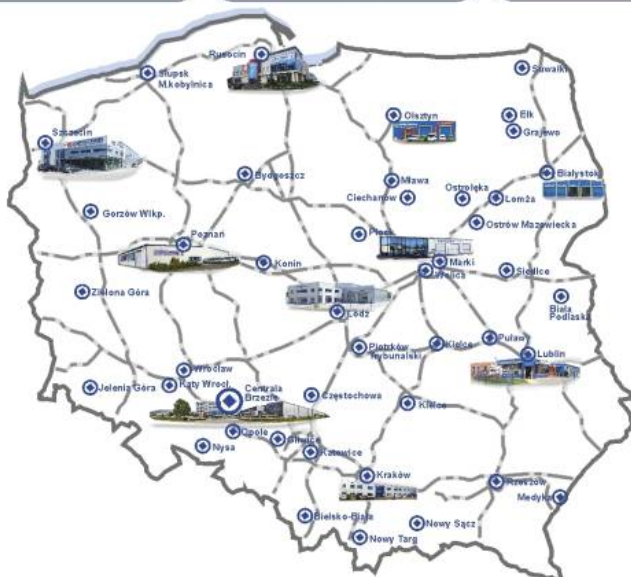 Rusocin
Słupsk
M.kobylnica
Suwałki
Olsztyn
Ełk
Grajewo
Szczecin
Bydgoszcz
Mława
Ciechanów
Ostrołęka
Łomża
Białystok
Gorzów Wlkp.
Ostrów Mazowiecka
Poznań
Płock
Konin
Marki
Siedlce
Zielona Góra
Łódź
Biała
Podlaska
Piotrków
Trybunalski
Kielce
Puławy
Lublin
Wrocław
Kąty Wrocł.
Jelenia Góra
Centrala
Brzezie
Częstochowa
Kielce
Opole
Gliwice
Nysa
Katowice
Kraków
Rzeszów
Medyka
Bielsko-Biała
Nowy Sącz
Nowy Targ